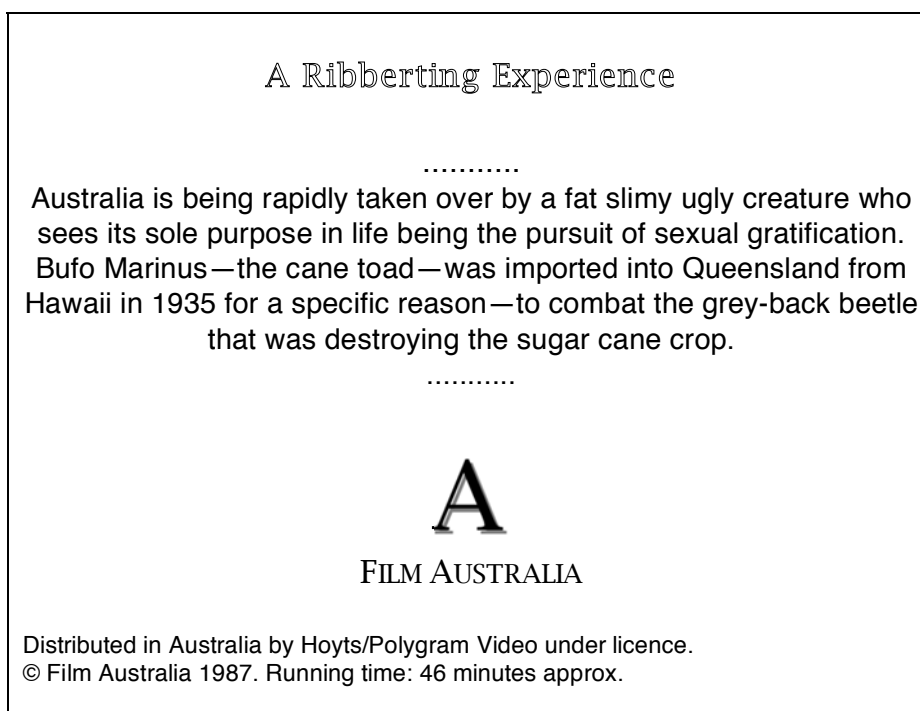 A Ribberting Experience
...........
Australia is being rapidly taken over by a fat slimy ugly creature who
sees its sole purpose in life being the pursuit of sexual gratification.
Bufo Marinus—the cane toad—was imported into Queensland from
Hawaii in 1935 for a specific reason—to combat the grey-back beetle
that was destroying the sugar cane crop.
...........
A
FILM AUSTRALIA
Distributed in Australia by Hoyts/Polygram Video under licence.
© Film Australia 1987. Running time: 46 minutes approx.